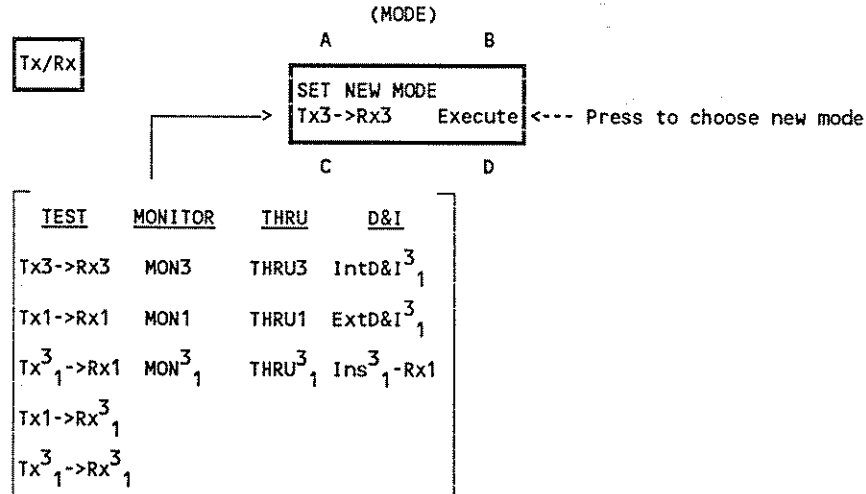 (MODE)
A B
Tx/Rx
SET NEW MODE
Tx3->Rx3 Execute <--- Press to choose new mode
C D
TEST MONITOR THRU D&I
Tx3->Rx3 MON3 THRU3 IntD&I³₁
Tx1->Rx1 MON1 THRU1 ExtD&I³₁
Tx³₁->Rx1 MON³₁ THRU³₁ Ins³₁-Rx1
Tx1->Rx³₁
Tx³₁->Rx³₁